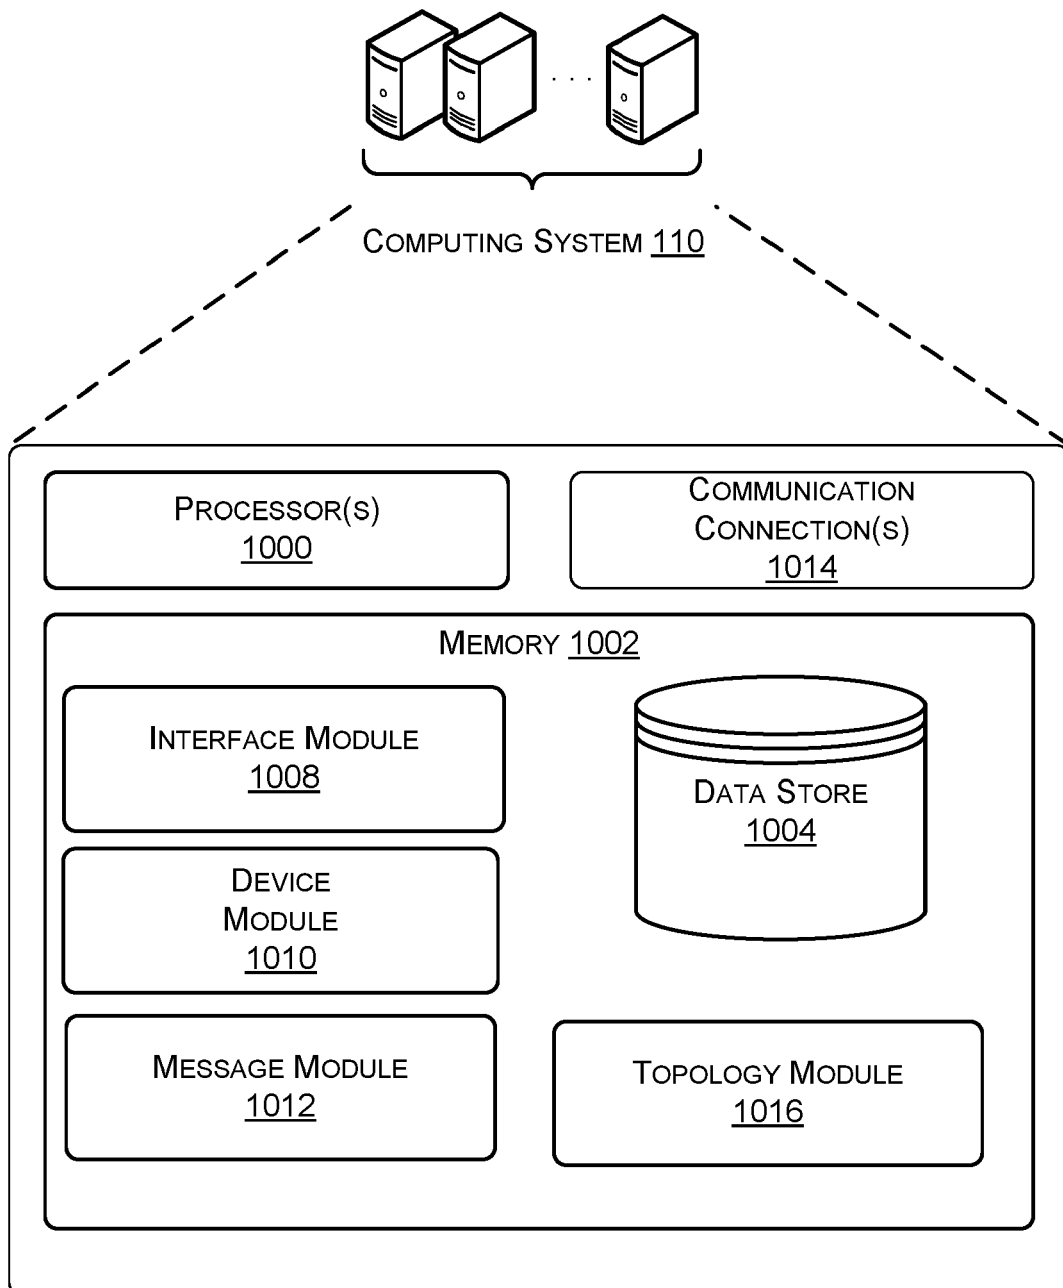 COMPUTING SYSTEM 110
PROCESSOR(S)
1000
COMMUNICATION
CONNECTION(S)
1014
MEMORY 1002
INTERFACE MODULE
1008
DATA STORE
1004
DEVICE
MODULE
1010
MESSAGE MODULE
1012
TOPOLOGY MODULE
1016